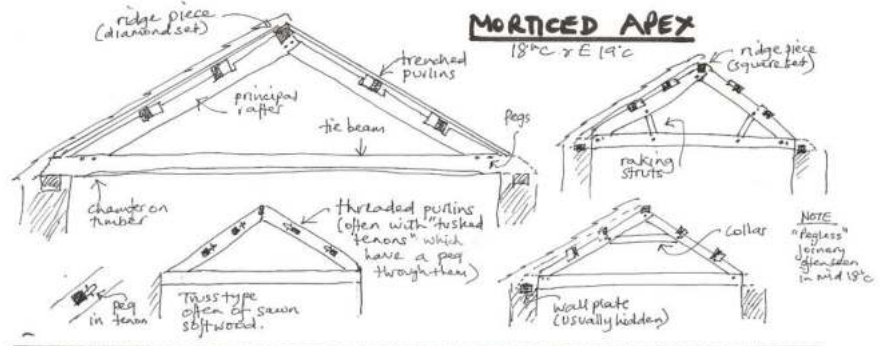 MORTICED APEX
18thC & E 19thC
ridge piece
(diamond set)
trenched
purlins
principal
rafter
tie beam
Pegs
chamfer on
timber
ridge piece
(square set)
raking
struts
threaded purlins
(often with "tusked
tenons" which
have a peg
through them)
peg
in tenon
Truss type
often of sawn
softwood.
collar
wall plate
(usually hidden)
NOTE
"Pegless"
joinery
often seen
in mid 18thC